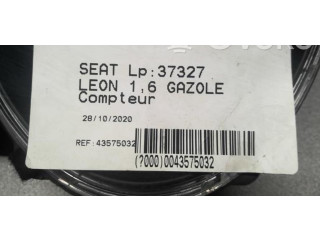 SEAT Lp:37327
LEON 1,6 GAZOLE
Compteur
28/10/2020
REF:43575032
(7000)0043575032